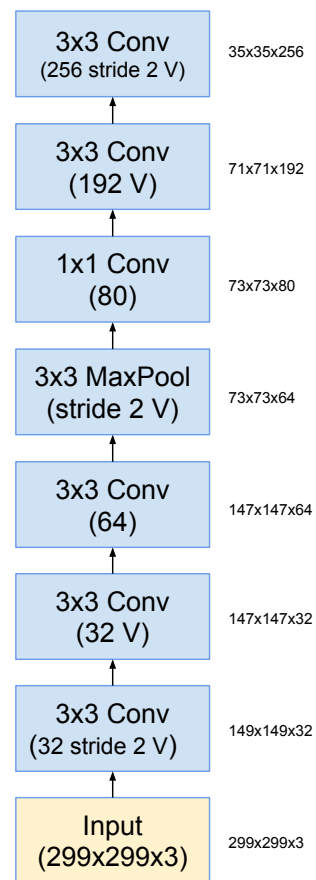 3x3 Conv
(256 stride 2 V)
35x35x256
3x3 Conv
(192 V)
71x71x192
1x1 Conv
(80)
73x73x80
3x3 MaxPool
(stride 2 V)
73x73x64
3x3 Conv
(64)
147x147x64
3x3 Conv
(32 V)
147x147x32
3x3 Conv
(32 stride 2 V)
149x149x32
Input
(299x299x3)
299x299x3